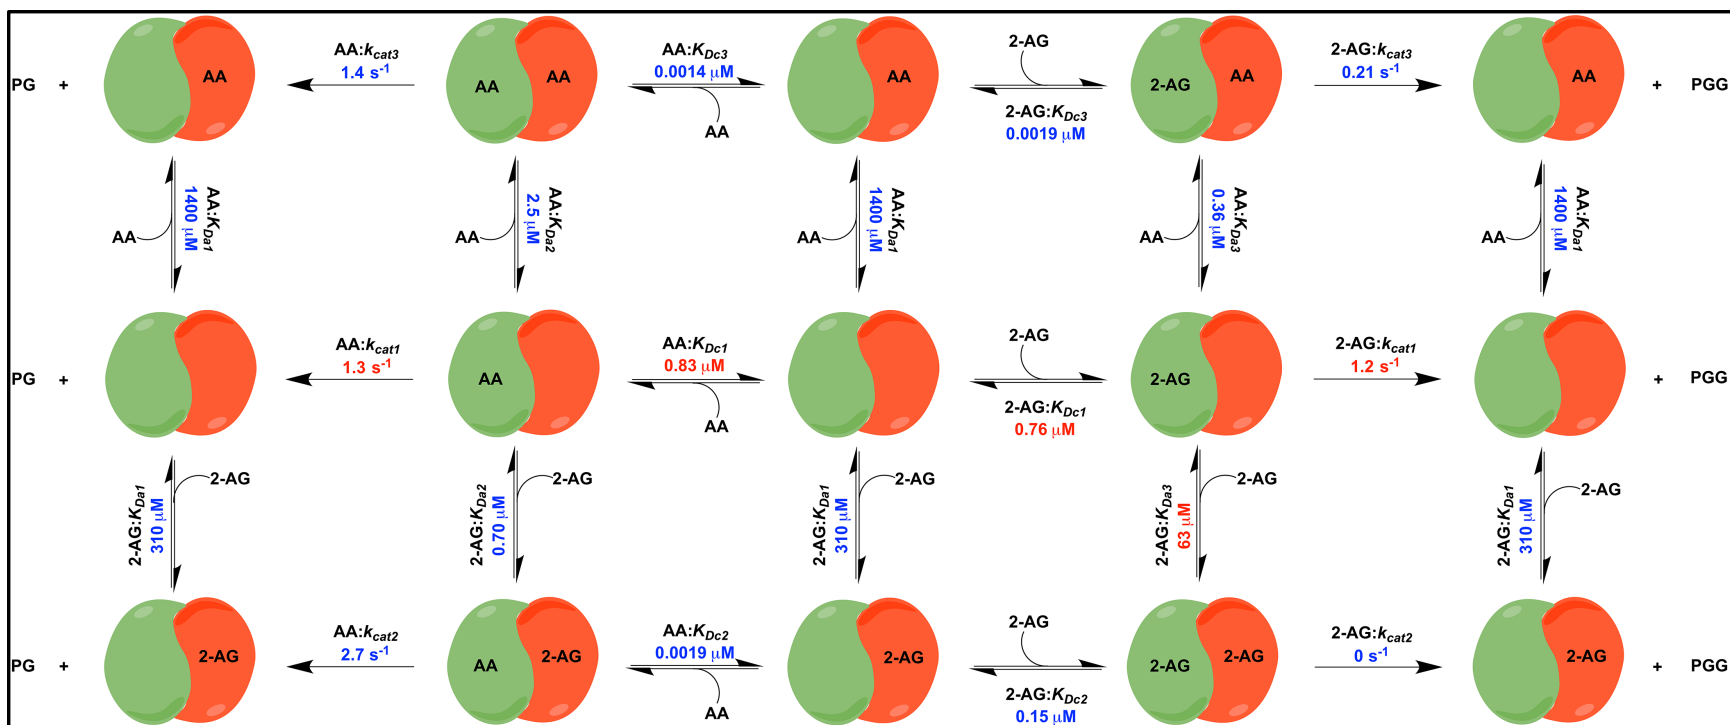 PG + AA AA:kcat3 1.4 s-1 AA AA AA:KDc3 0.0014 μM AA AA 2-AG 2-AG:KDc3 0.0019 μM 2-AG AA 2-AG:kcat3 0.21 s-1 AA + PGG
AA AA:KDa1 1400 μM AA AA:KDa2 2.5 μM AA AA:KDa1 1400 μM AA AA:KDa3 0.36 μM AA AA:KDa1 1400 μM
PG + AA:kcat1 1.3 s-1 AA AA:KDc1 0.83 μM AA 2-AG 2-AG:KDc1 0.76 μM 2-AG 2-AG:kcat1 1.2 s-1 + PGG
2-AG:KDa1 310 μM 2-AG 2-AG:KDa2 0.70 μM 2-AG 2-AG:KDa1 310 μM 2-AG 2-AG:KDa3 63 μM 2-AG 2-AG:KDa1 310 μM 2-AG
PG + 2-AG AA:kcat2 2.7 s-1 AA 2-AG AA:KDc2 0.0019 μM AA 2-AG 2-AG 2-AG:KDc2 0.15 μM 2-AG 2-AG 2-AG:kcat2 0 s-1 2-AG + PGG